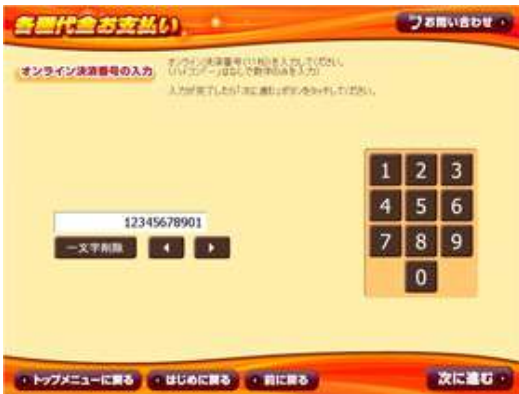 各種代金お支払い
お問い合わせ
オンライン決済番号の入力
オンライン決済番号(11桁)を入力してください。
(ハイフン「-」はなしで数字のみを入力)
入力が完了したら「次に進む」ボタンをタッチしてください。
1 2 3
4 5 6
7 8 9
0
12345678901
一文字削除
トップメニューに戻る はじめに戻る 前に戻る 次に進む